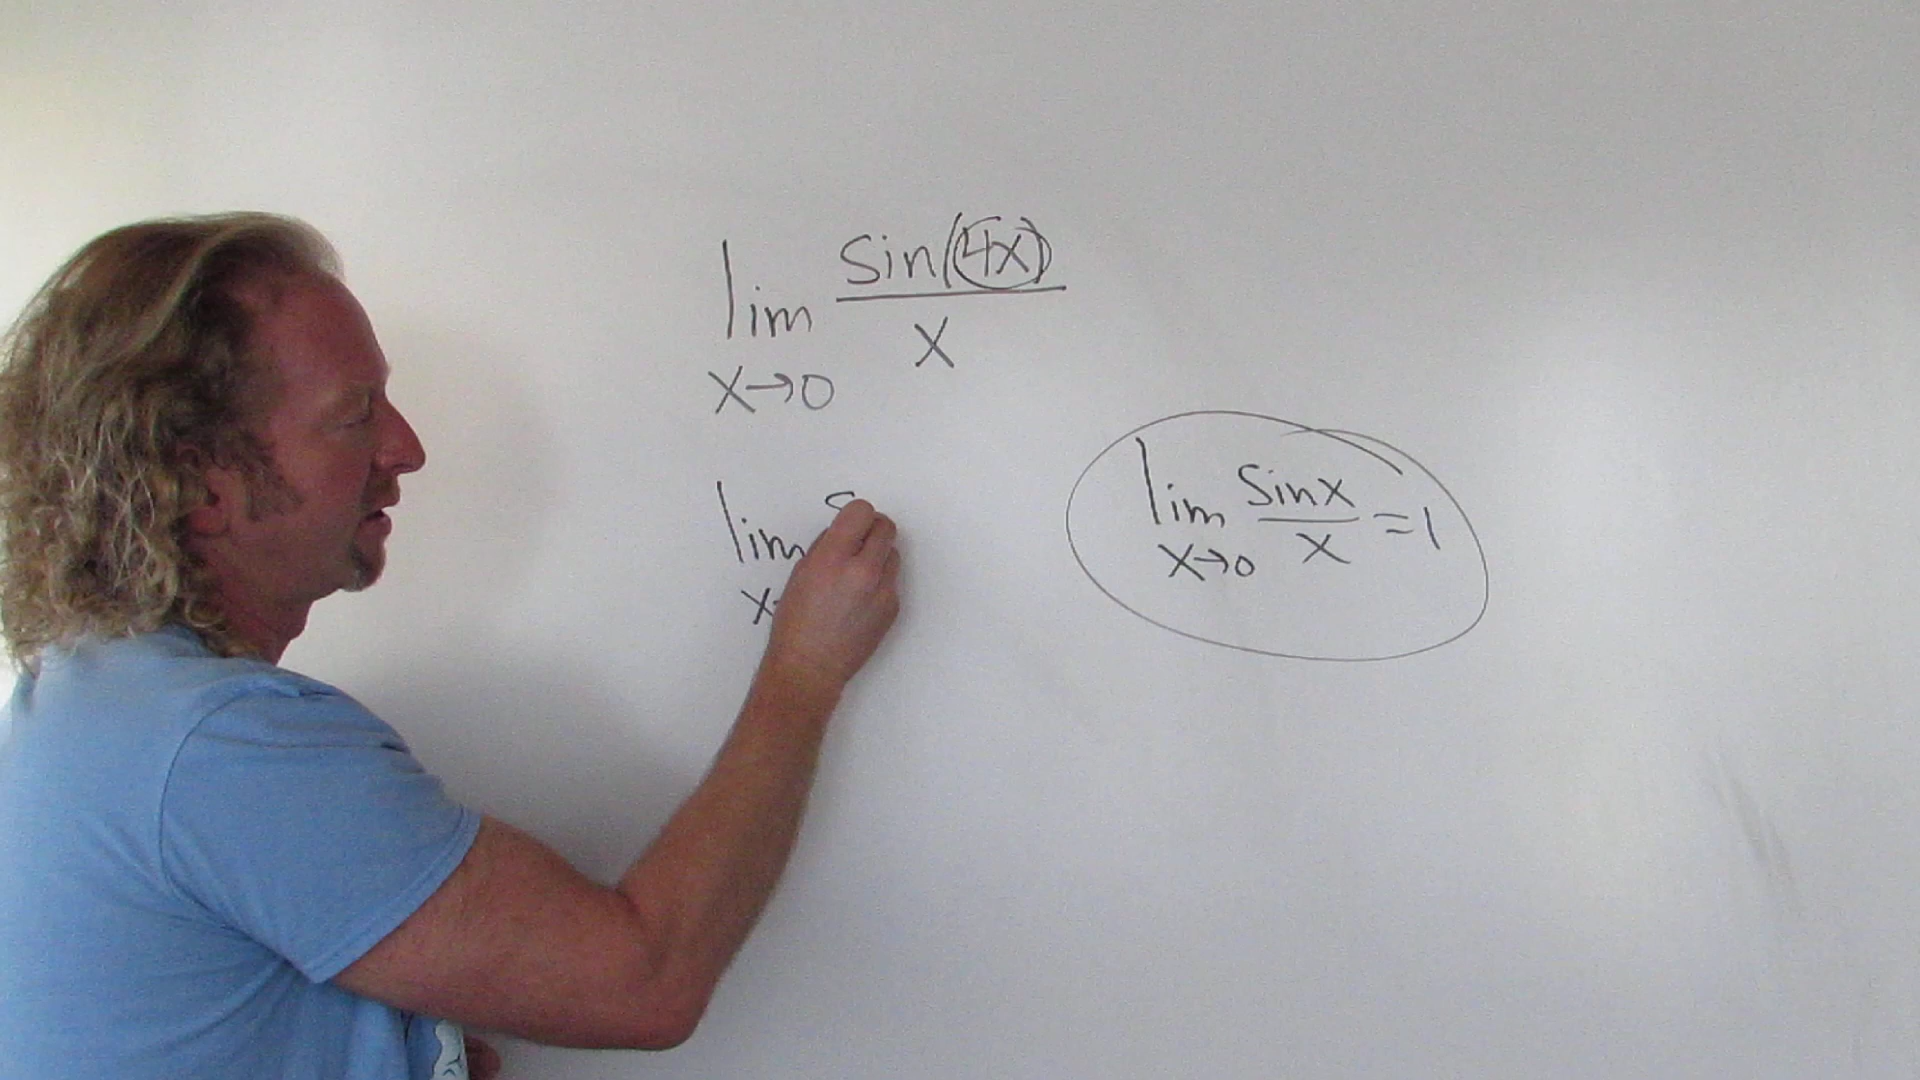 lim sin(4x)
x
x→0
lim S
x
lim sinx
x = 1
x→0